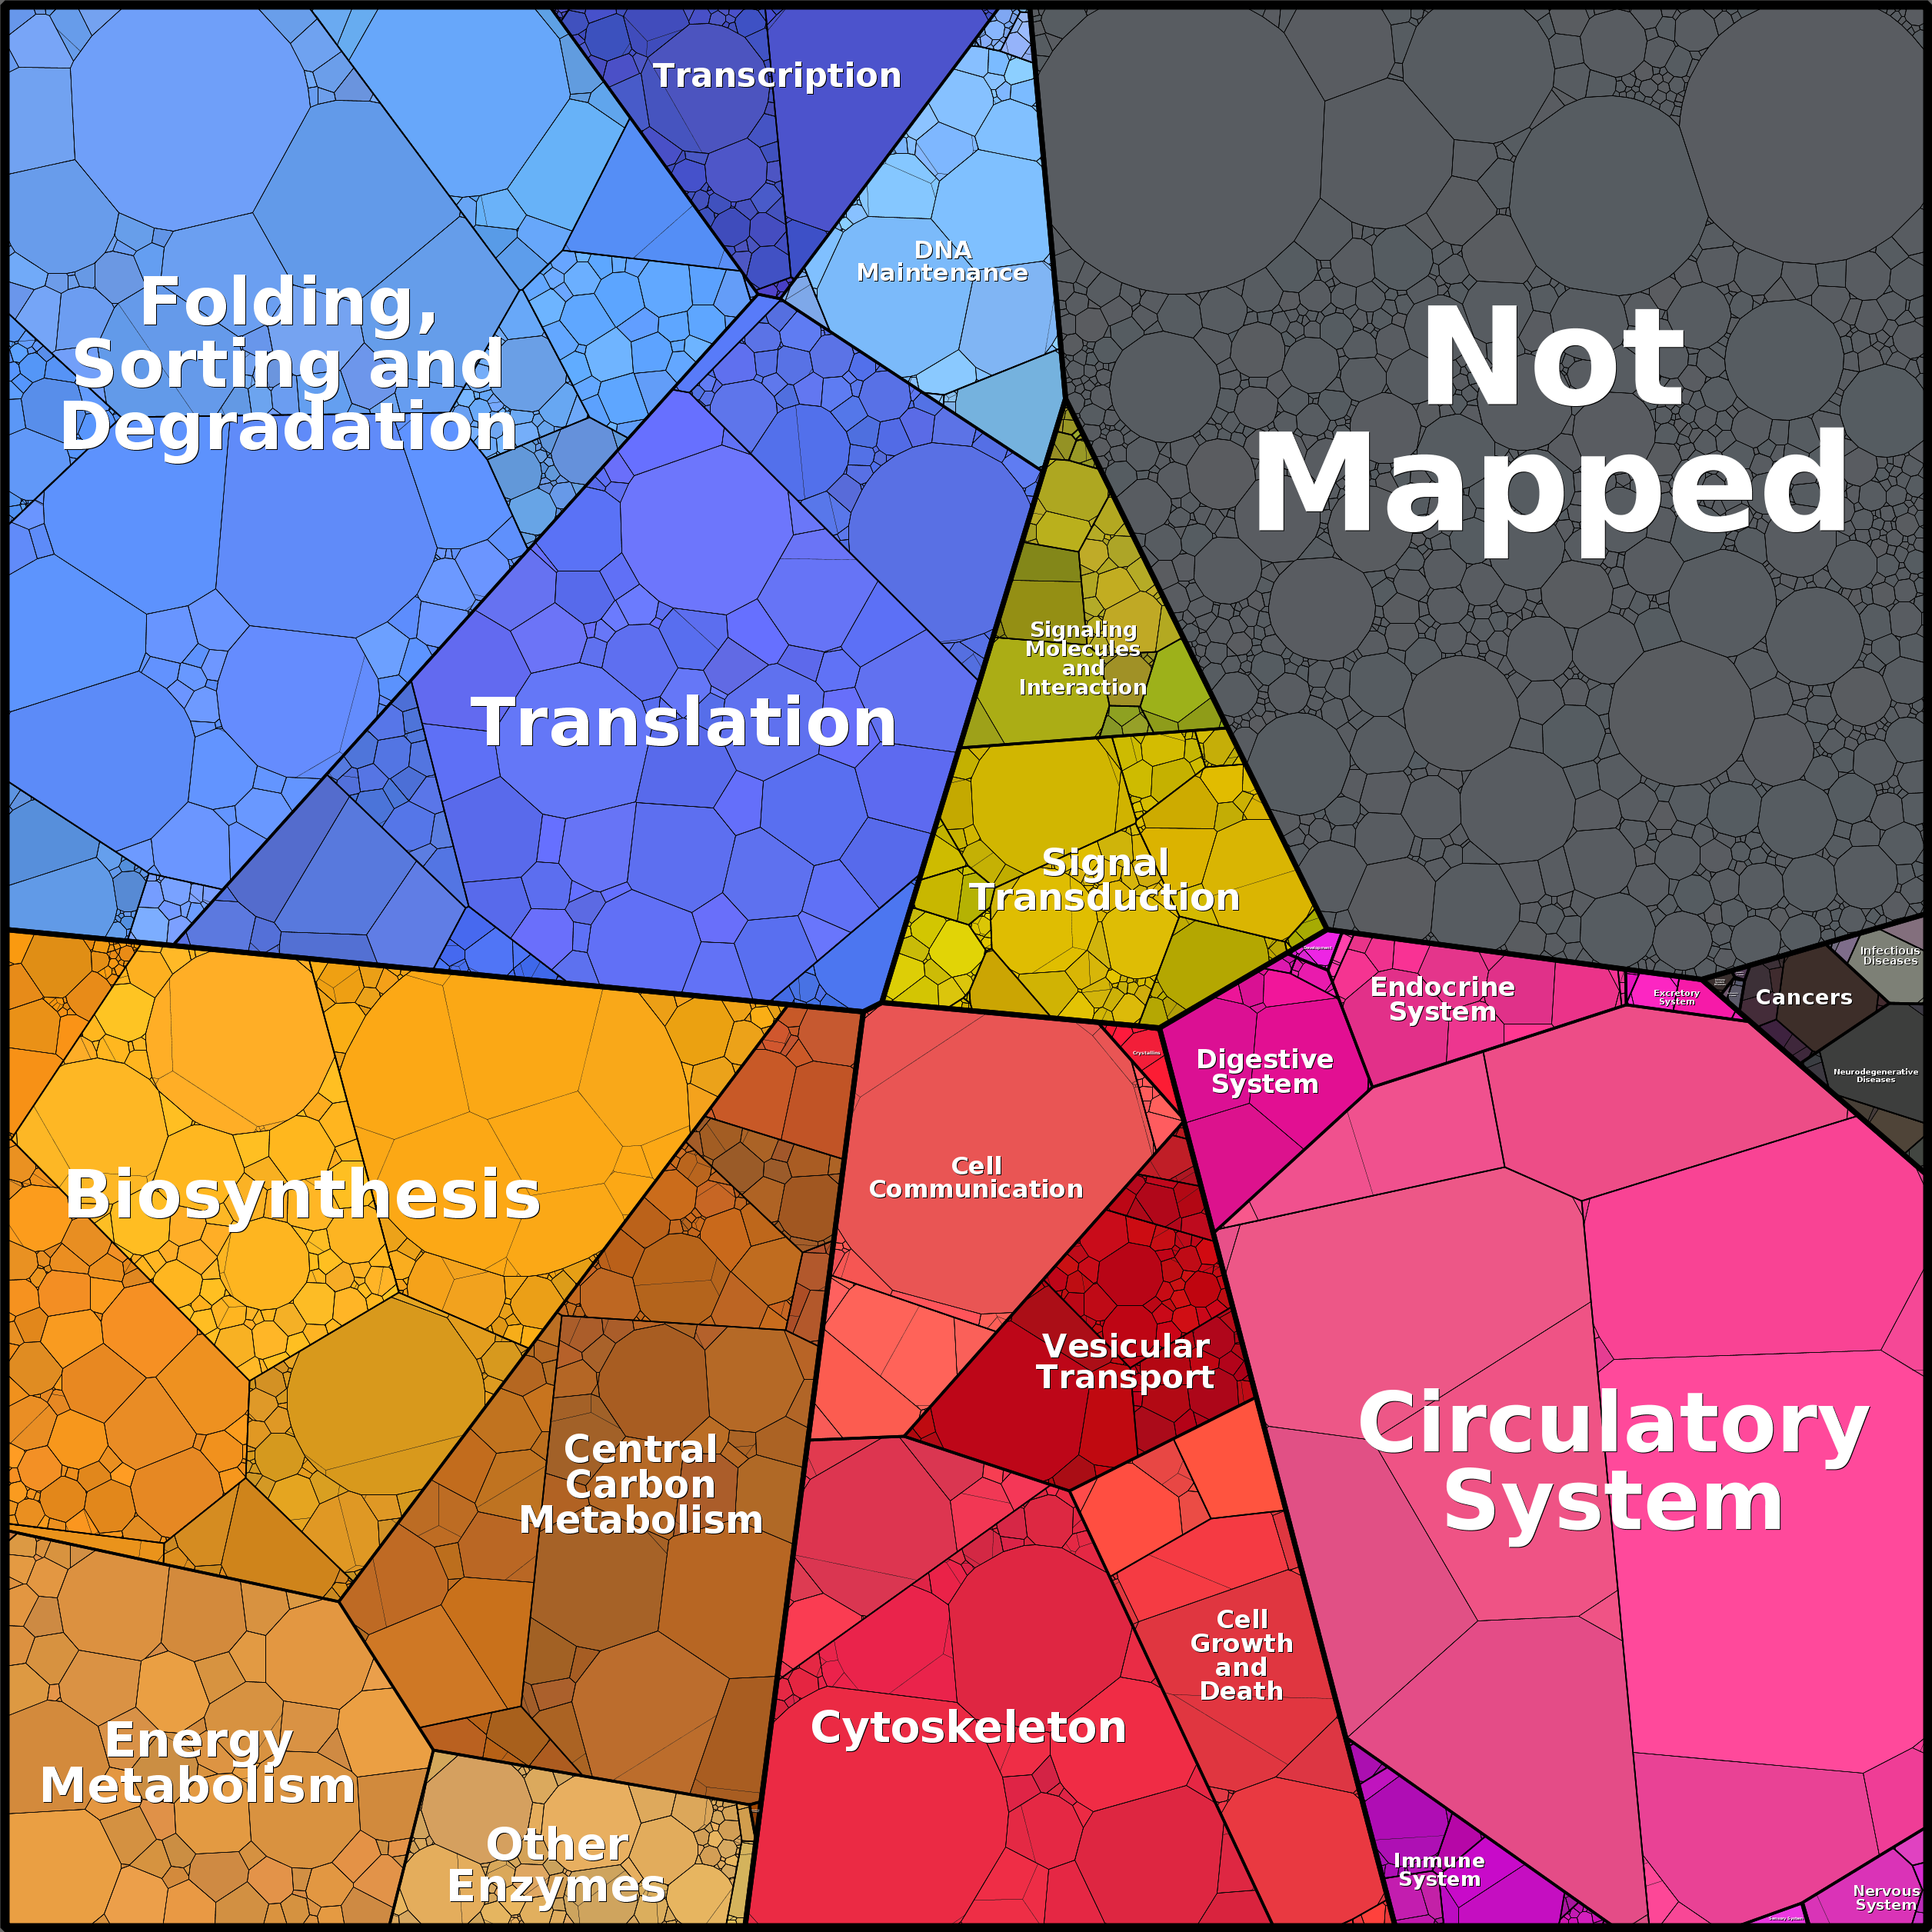 Transcription
DNA
Maintenance
Folding,
Sorting and
Degradation
Not
Mapped
Translation
Signaling
Molecules
and
Interaction
Signal
Transduction
Development
Endocrine
System
Excretory
System
Cancers
Infectious
Diseases
Neurodegenerative
Diseases
Digestive
System
Crystallins
Cell
Communication
Biosynthesis
Vesicular
Transport
Circulatory
System
Central
Carbon
Metabolism
Cell
Growth
and
Death
Cytoskeleton
Energy
Metabolism
Other
Enzymes
Immune
System
Nervous
System
Sensory System